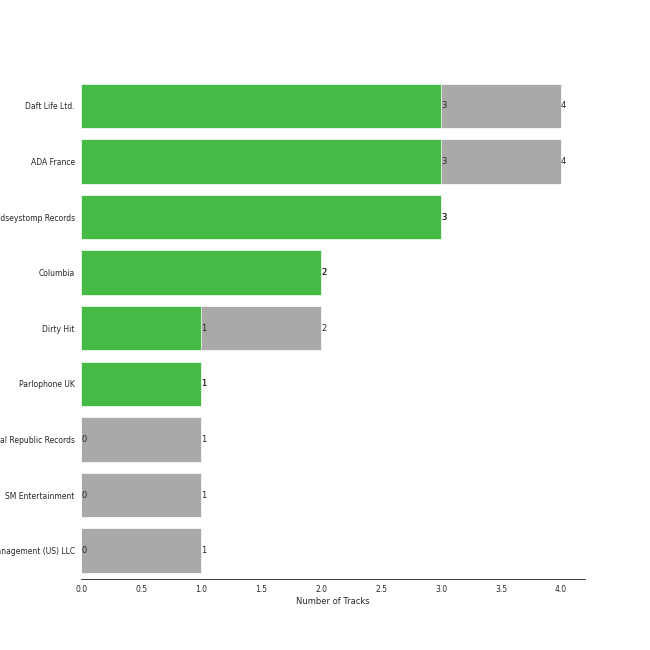 Daft Life Ltd. 3 4
ADA France 3 4
dseystomp Records 3
Columbia 2
Dirty Hit 1 2
Parlophone UK 1
al Republic Records 0 1
SM Entertainment 0 1
nagement (US) LLC 0 1
0.0 0.5 1.0 1.5 2.0 2.5 3.0 3.5 4.0
Number of Tracks